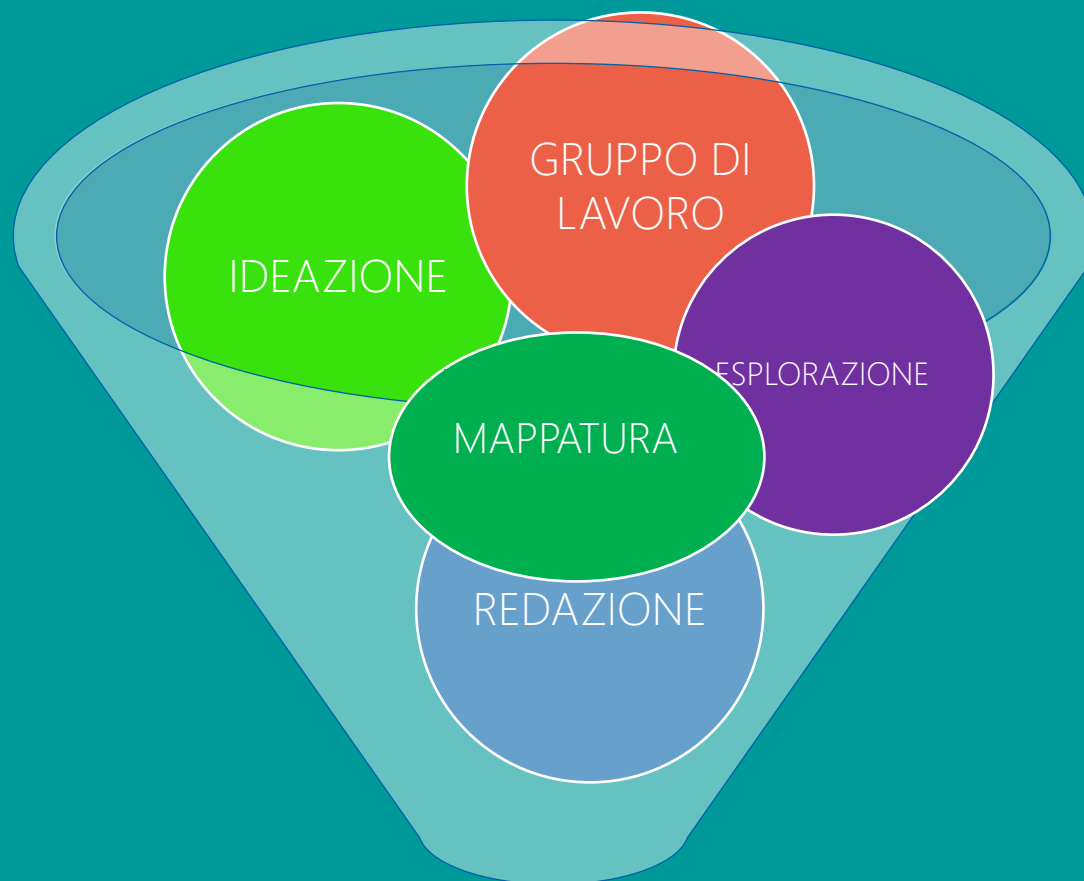 GRUPPO DI
LAVORO
IDEAZIONE
ESPLORAZIONE
MAPPATURA
REDAZIONE